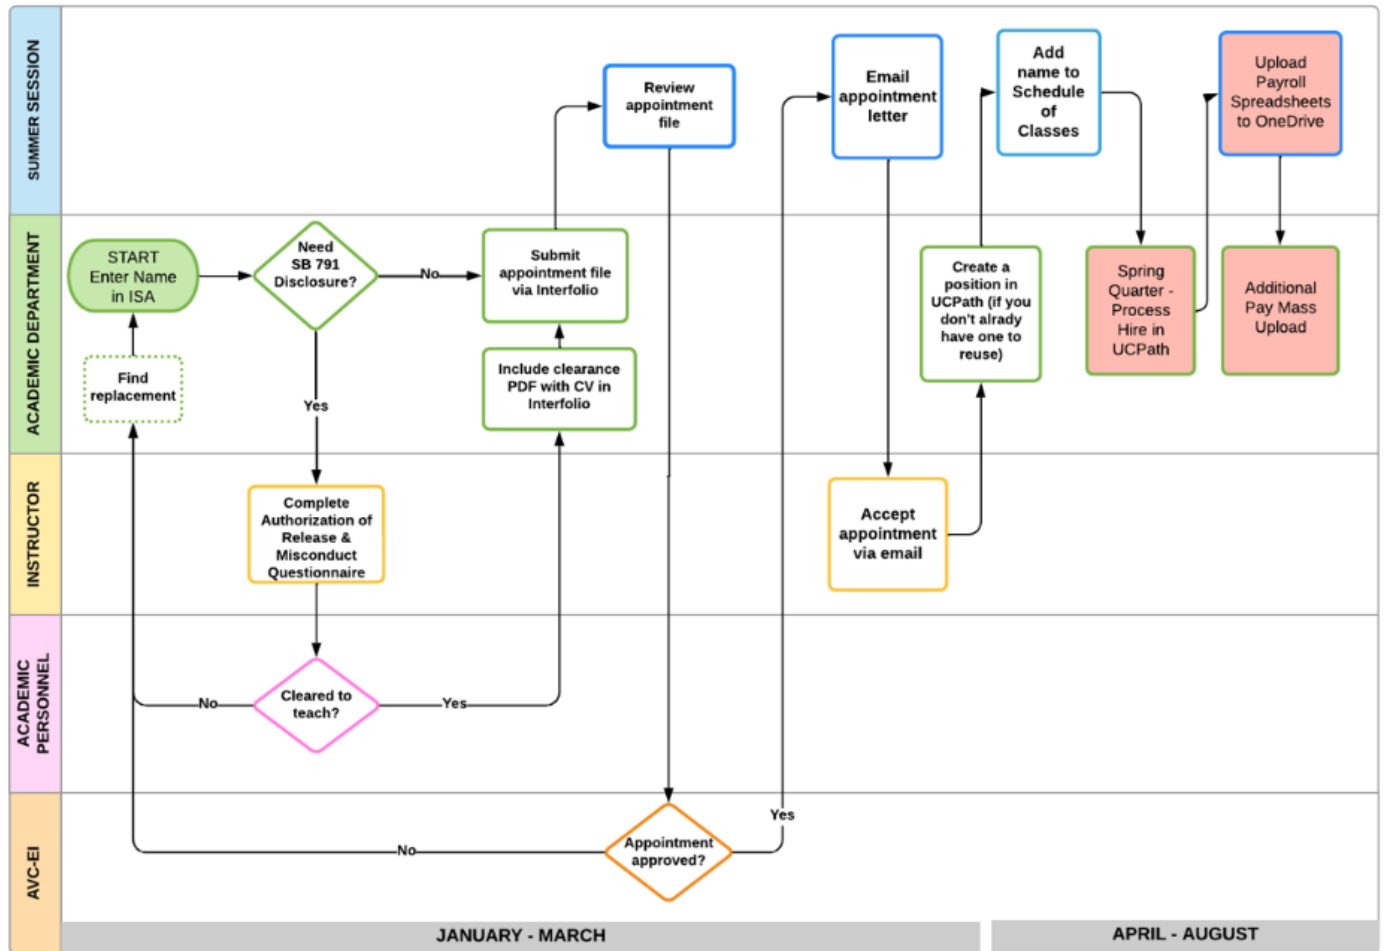 SUMMER SESSION
Review
appointment
file
Email
appointment
letter
Add
name to
Schedule
of
Classes
Upload
Payroll
Spreadsheets
to OneDrive
ACADEMIC DEPARTMENT
START
Enter Name
in ISA
Need
SB 791
Disclosure?
No
Submit
appointment file
via Interfolio
Create a
position in
UCPath (if you
don't alrady
have one to
reuse)
Spring
Quarter -
Process
Hire in
UCPath
Additional
Pay Mass
Upload
Find
replacement
Yes
Include clearance
PDF with CV in
Interfolio
INSTRUCTOR
Complete
Authorization of
Release &
Misconduct
Questionnaire
Accept
appointment
via email
ACADEMIC
PERSONNEL
No
Cleared to
teach?
Yes
AVC-EI
No
Appointment
approved?
Yes
JANUARY - MARCH
APRIL - AUGUST